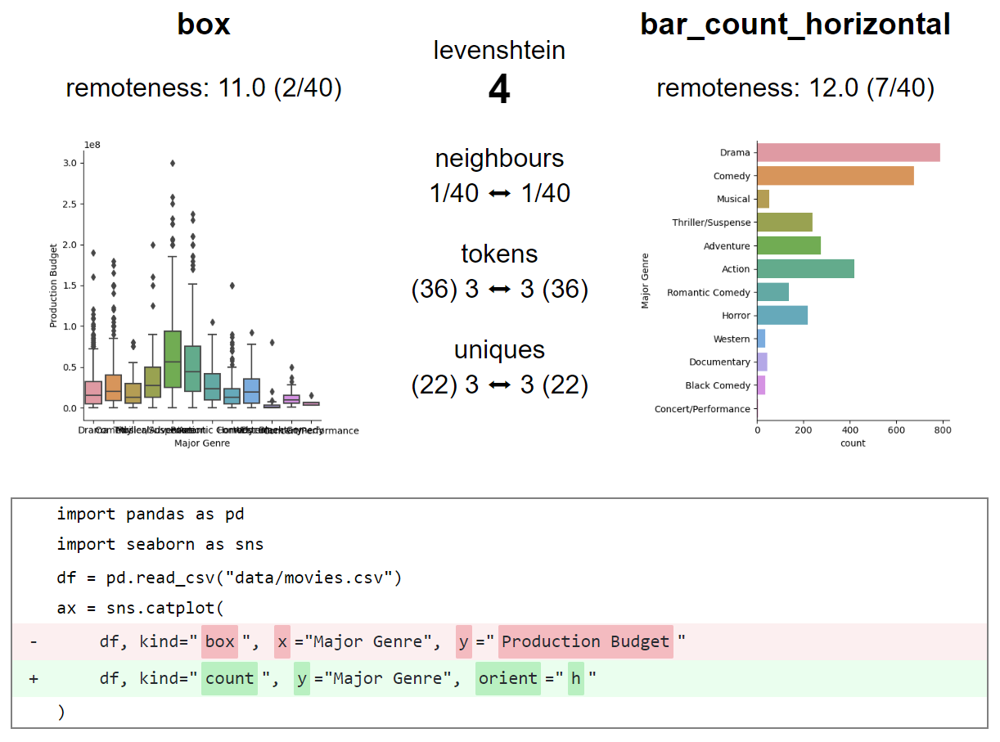 box
bar_count_horizontal
levenshtein
4
remoteness: 11.0 (2/40)
remoteness: 12.0 (7/40)
neighbours
1/40 ↔ 1/40
tokens
(36) 3 ↔ 3 (36)
uniques
(22) 3 ↔ 3 (22)
1e8
3.0
2.5
2.0
1.5
1.0
0.5
0.0
Production Budget
Drama
Major Genre
Drama
Comedy
Musical
Thriller/Suspense
Adventure
Action
Romantic Comedy
Horror
Western
Documentary
Black Comedy
Concert/Performance
Major Genre
0 200 400 600 800
count
import pandas as pd
import seaborn as sns
df = pd.read_csv("data/movies.csv")
ax = sns.catplot(
- df, kind="box", x="Major Genre", y="Production Budget"
+ df, kind="count", y="Major Genre", orient="h"
)